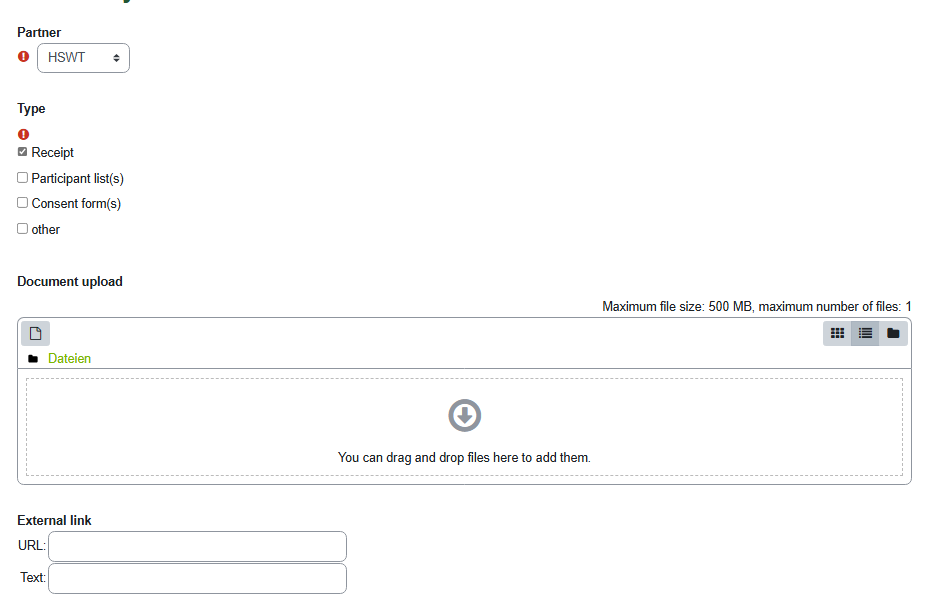 Partner
HSWT
Type
Receipt
Participant list(s)
Consent form(s)
other
Document upload
Maximum file size: 500 MB, maximum number of files: 1
Dateien
You can drag and drop files here to add them.
External link
URL:
Text: